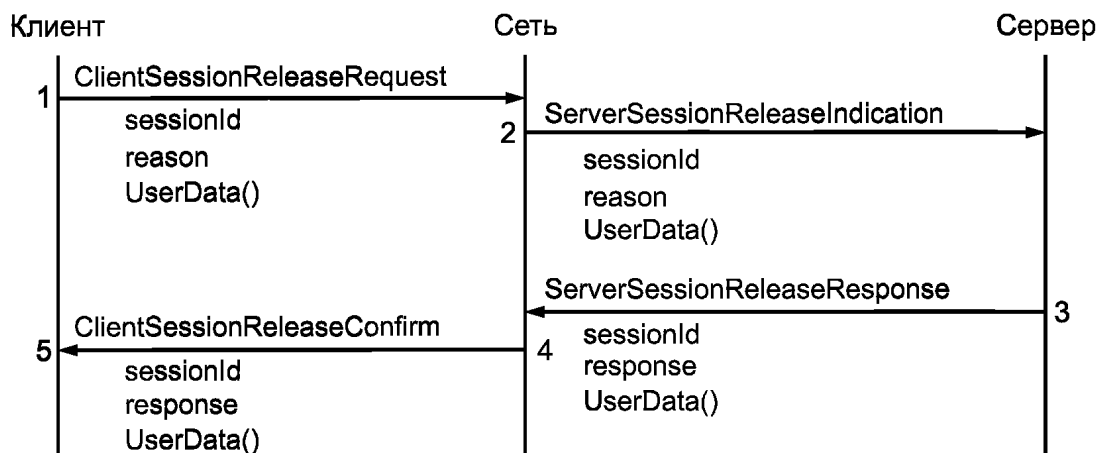 Клиент
Сеть
Сервер
1
ClientSessionReleaseRequest
sessionId
reason
UserData()
2
ServerSessionReleaseIndication
sessionId
reason
UserData()
ServerSessionReleaseResponse
3
sessionId
response
UserData()
ClientSessionReleaseConfirm
5
4
sessionId
response
UserData()